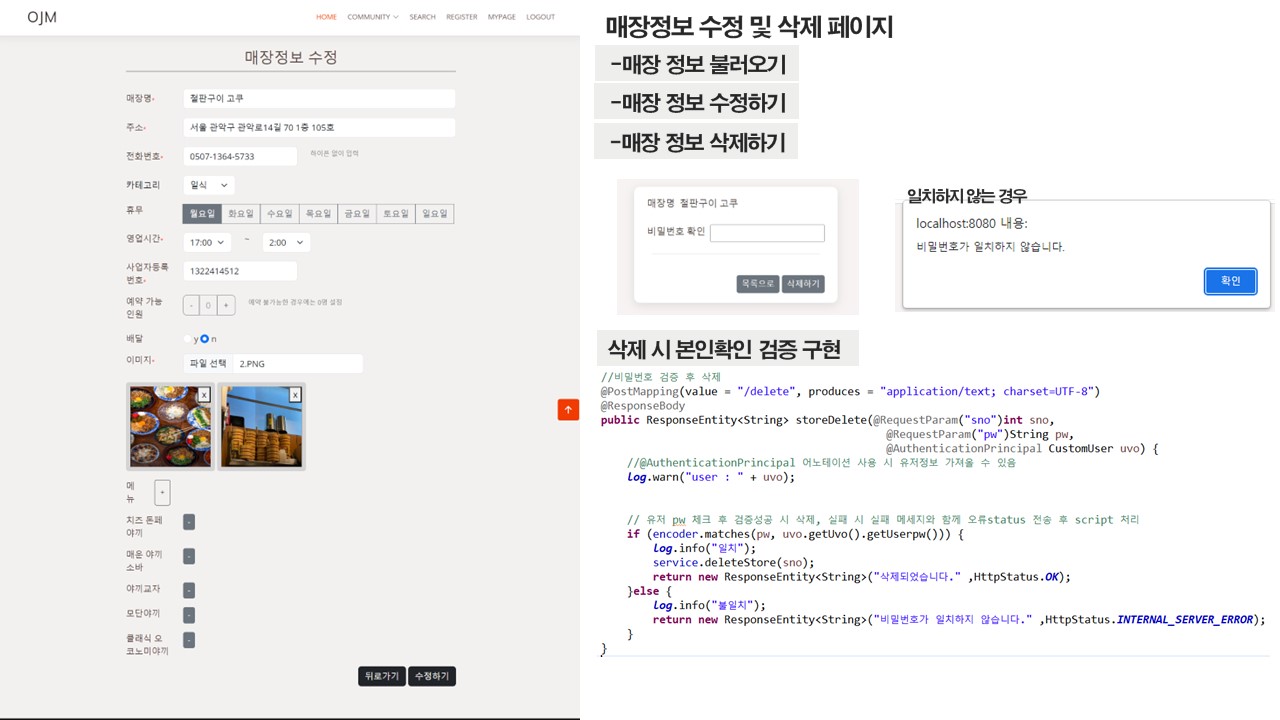 OJM
HOME COMMUNITY SEARCH REGISTER MYPAGE LOGOUT
매장정보 수정
매장명* 철판구이 고쿠
주소* 서울 관악구 관악로14길 70 1층 105호
전화번호* 0507-1364-5733 하이픈 없이 입력
카테고리 일식
휴무 월요일 화요일 수요일 목요일 금요일 토요일 일요일
영업시간* 17:00 ~ 2:00
사업자등록
번호* 1322414512
예약 가능
인원 - 0 + 예약 불가능한 경우에는 0명 설정
배달 y n
이미지* 파일 선택 2.PNG
x x
메
뉴 +
치즈 돈페
야끼 -
매운 야끼
소바 -
야끼교자 -
모단야끼 -
클래식 오
코노미야끼 -
뒤로가기 수정하기
매장정보 수정 및 삭제 페이지
-매장 정보 불러오기
-매장 정보 수정하기
-매장 정보 삭제하기
매장명 철판구이 고쿠
비밀번호 확인
목록으로 삭제하기
일치하지 않는 경우
localhost:8080 내용:
비밀번호가 일치하지 않습니다.
확인
삭제 시 본인확인 검증 구현
//비밀번호 검증 후 삭제
@PostMapping(value = "/delete", produces = "application/text; charset=UTF-8")
@ResponseBody
public ResponseEntity<String> storeDelete(@RequestParam("sno")int sno,
@RequestParam("pw")String pw,
@AuthenticationPrincipal CustomUser uvo) {
//@AuthenticationPrincipal 어노테이션 사용 시 유저정보 가져올 수 있음
log.warn("user : " + uvo);
// 유저 pw 체크 후 검증성공 시 삭제, 실패 시 실패 메세지와 함께 오류status 전송 후 script 처리
if (encoder.matches(pw, uvo.getUvo().getUserpw())) {
log.info("일치");
service.deleteStore(sno);
return new ResponseEntity<String>("삭제되었습니다." ,HttpStatus.OK);
}else {
log.info("불일치");
return new ResponseEntity<String>("비밀번호가 일치하지 않습니다." ,HttpStatus.INTERNAL_SERVER_ERROR);
}
}